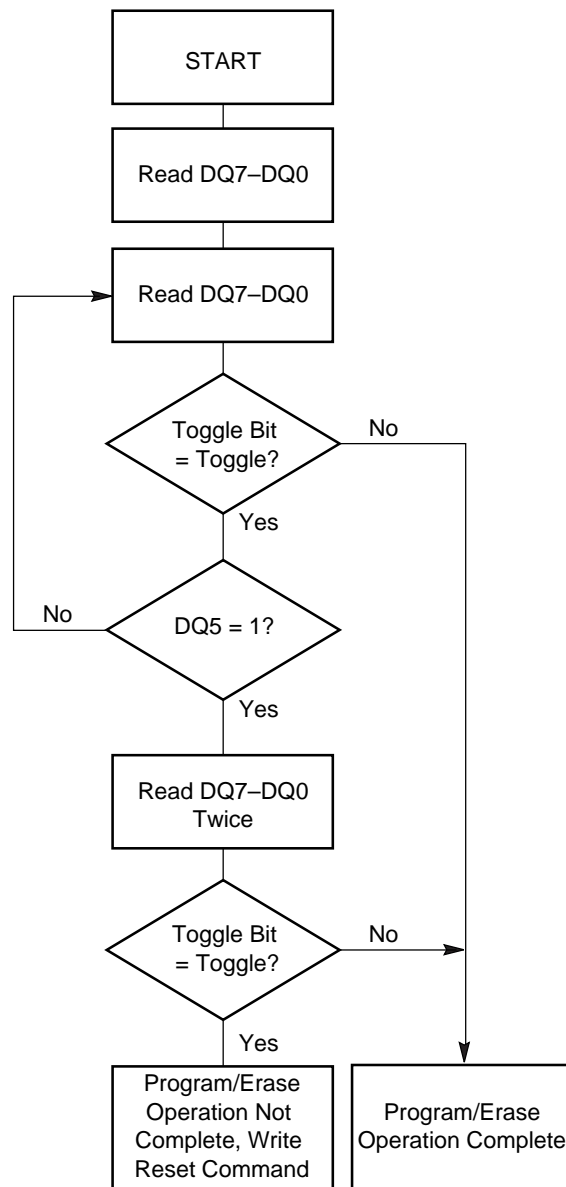 START
Read DQ7–DQ0
Read DQ7–DQ0
Toggle Bit
= Toggle?
No
Yes
No
DQ5 = 1?
Yes
Read DQ7–DQ0
Twice
Toggle Bit
= Toggle?
No
Yes
Program/Erase
Operation Not
Complete, Write
Reset Command
Program/Erase
Operation Complete